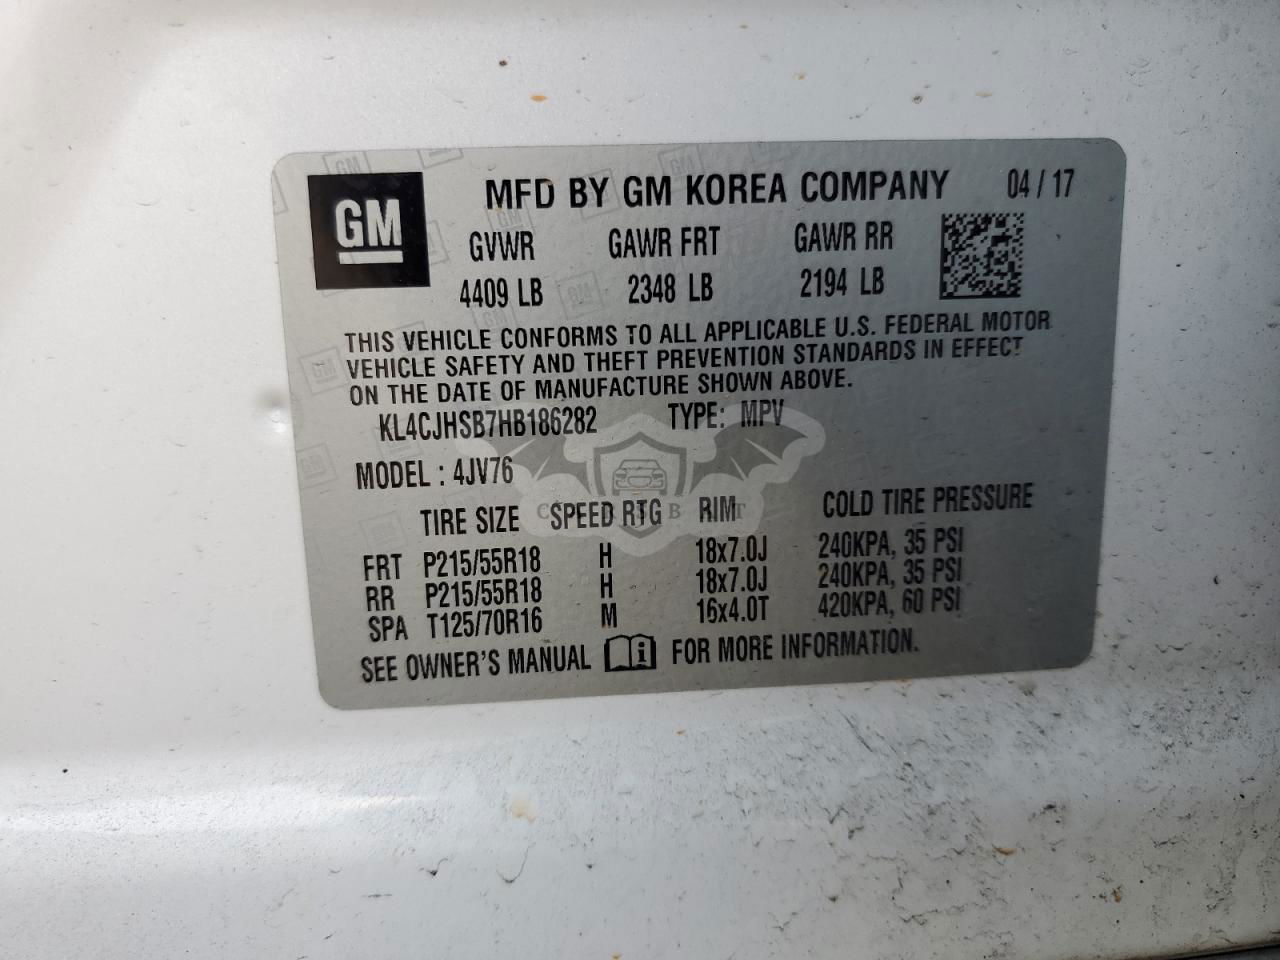 GM
MFD BY GM KOREA COMPANY 04 / 17
GVWR GAWR FRT GAWR RR
4409 LB 2348 LB 2194 LB
THIS VEHICLE CONFORMS TO ALL APPLICABLE U.S. FEDERAL MOTOR
VEHICLE SAFETY AND THEFT PREVENTION STANDARDS IN EFFECT
ON THE DATE OF MANUFACTURE SHOWN ABOVE.
KL4CJHSB7HB186282 TYPE: MPV
MODEL : 4JV76
TIRE SIZE SPEED RTG RIM COLD TIRE PRESSURE
FRT P215/55R18 H 18x7.0J 240KPA, 35 PSI
RR P215/55R18 H 18x7.0J 240KPA, 35 PSI
SPA T125/70R16 M 16x4.0T 420KPA, 60 PSI
SEE OWNER'S MANUAL FOR MORE INFORMATION.